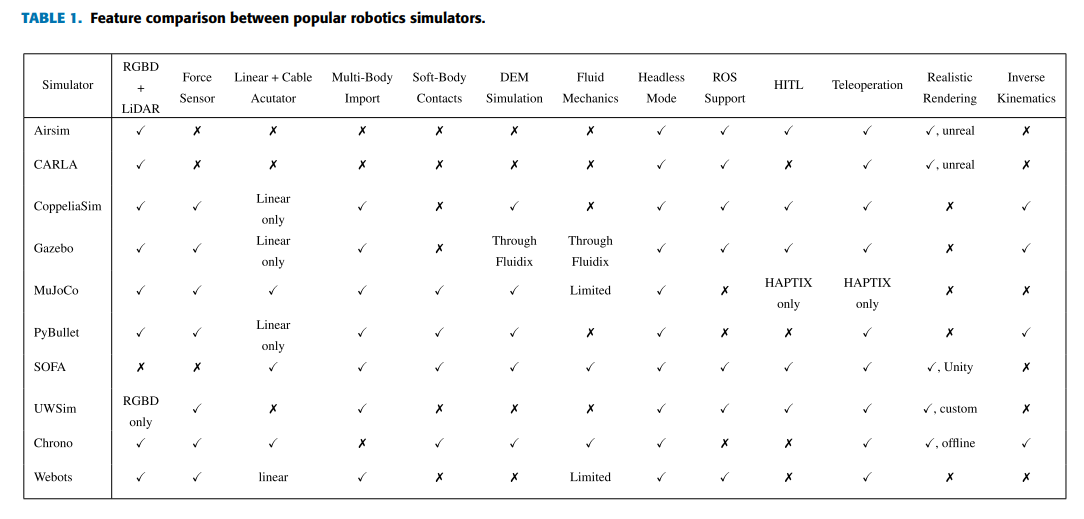 TABLE 1. Feature comparison between popular robotics simulators.
Simulator RGBD + LiDAR Force Sensor Linear + Cable Acutator Multi-Body Import Soft-Body Contacts DEM Simulation Fluid Mechanics Headless Mode ROS Support HITL Teleoperation Realistic Rendering Inverse Kinematics
Airsim ✓ ✗ ✗ ✗ ✗ ✗ ✗ ✓ ✓ ✓ ✓ ✓, unreal ✗
CARLA ✓ ✗ ✗ ✗ ✗ ✗ ✗ ✓ ✓ ✗ ✓ ✓, unreal ✗
CoppeliaSim ✓ ✓ Linear only ✓ ✗ ✓ ✗ ✓ ✓ ✓ ✓ ✗ ✓
Gazebo ✓ ✓ Linear only ✓ ✗ Through Fluidix Through Fluidix ✓ ✓ ✓ ✓ ✗ ✓
MuJoCo ✓ ✓ ✓ ✓ ✓ ✓ Limited ✓ ✗ HAPTIX only HAPTIX only ✗ ✗
PyBullet ✓ ✓ Linear only ✓ ✓ ✓ ✗ ✓ ✗ ✗ ✓ ✗ ✓
SOFA ✗ ✗ ✓ ✓ ✓ ✓ ✓ ✓ ✓ ✓ ✓ ✓, Unity ✗
UWSim RGBD only ✓ ✗ ✓ ✗ ✗ ✗ ✓ ✓ ✓ ✓ ✓, custom ✗
Chrono ✓ ✓ ✓ ✗ ✓ ✓ ✓ ✓ ✗ ✗ ✓ ✓, offline ✓
Webots ✓ ✓ linear ✓ ✗ ✗ Limited ✓ ✓ ✗ ✓ ✗ ✗